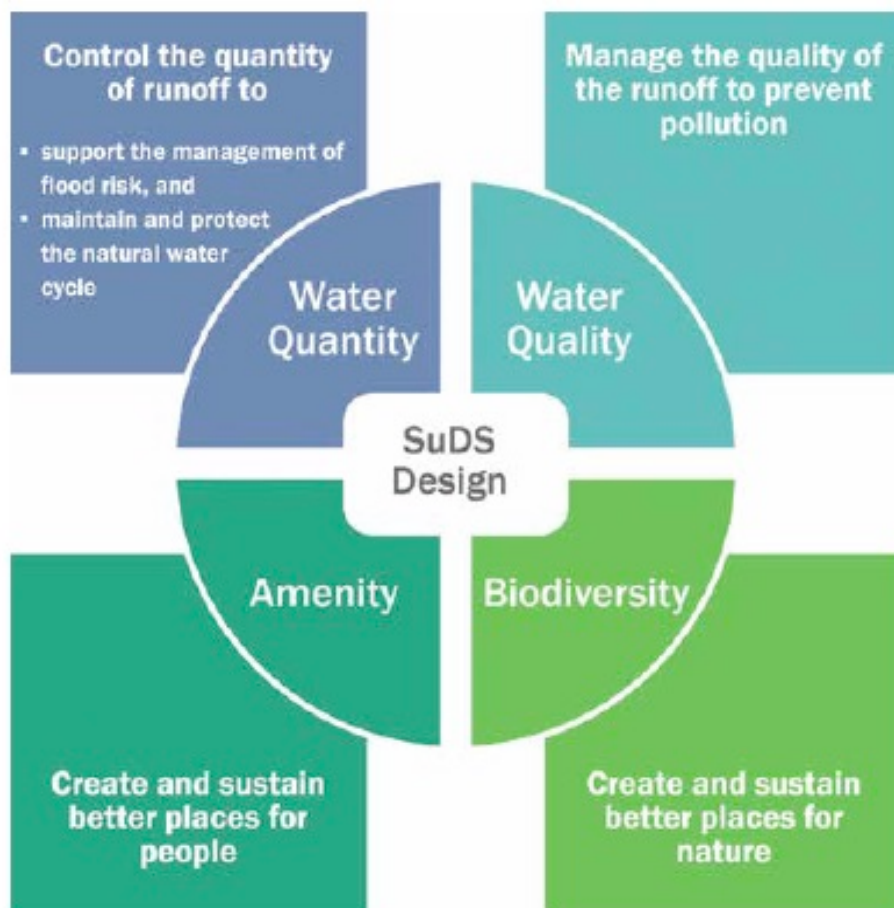 Control the quantity
of runoff to
▪ support the management of
flood risk, and
▪ maintain and protect
the natural water
cycle
Manage the quality of
the runoff to prevent
pollution
Water
Quantity
Water
Quality
SuDS
Design
Amenity
Biodiversity
Create and sustain
better places for
people
Create and sustain
better places for
nature